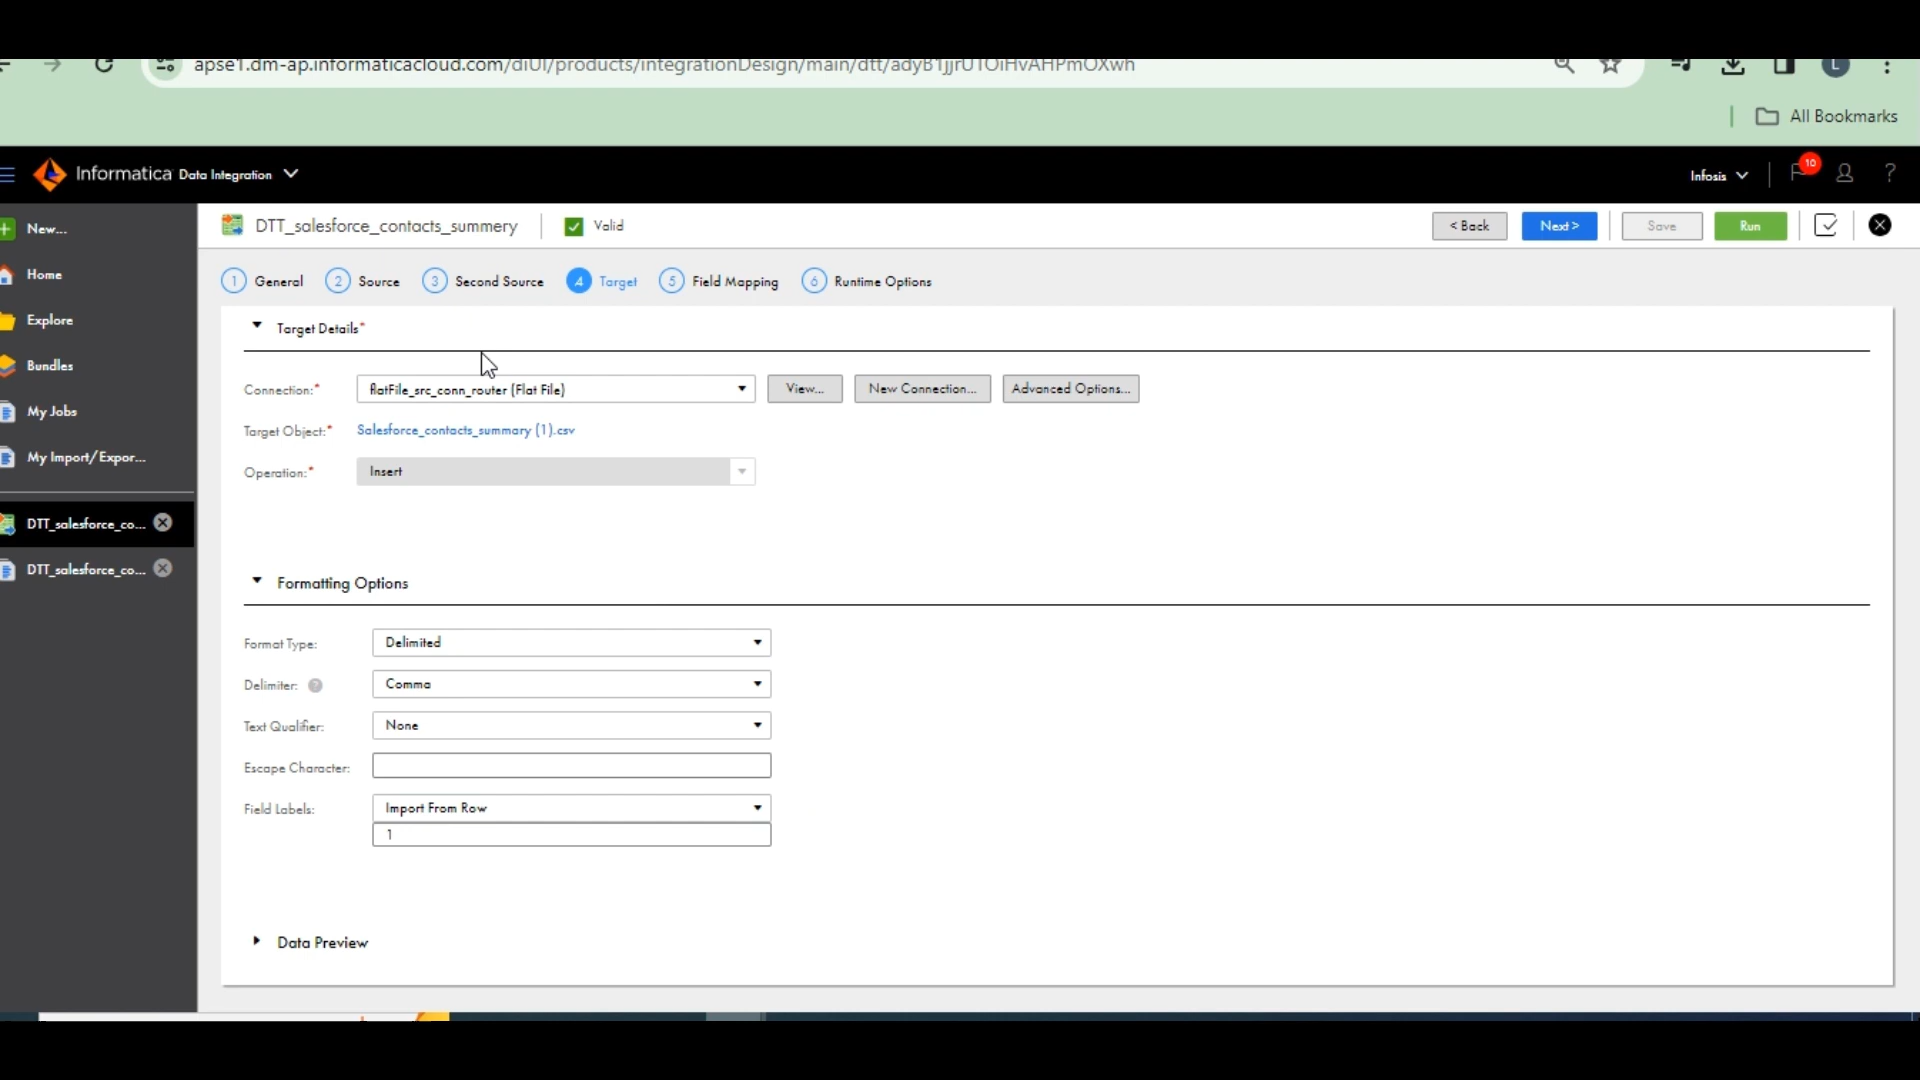 apse1.dm-ap.informaticacloud.com/diUI/products/integrationDesign/main/dtt/
All Bookmarks
Informatica Data Integration
Infosis
10
?
New...
DTT_salesforce_contacts_summery
Valid
< Back
Next >
Save
Run
Home
1 General
2 Source
3 Second Source
4 Target
5 Field Mapping
6 Runtime Options
Explore
Target Details*
Bundles
Connection:*
flatFile_src_conn_router (Flat File)
View...
New Connection...
Advanced Options...
My Jobs
Target Object:*
Salesforce_contacts_summary (1).csv
My Import/Expor...
Operation:*
Insert
DTT_salesforce_co...
DTT_salesforce_co...
Formatting Options
Format Type:
Delimited
Delimiter: ?
Comma
Text Qualifier:
None
Escape Character:
Field Labels:
Import From Row
1
Data Preview
L